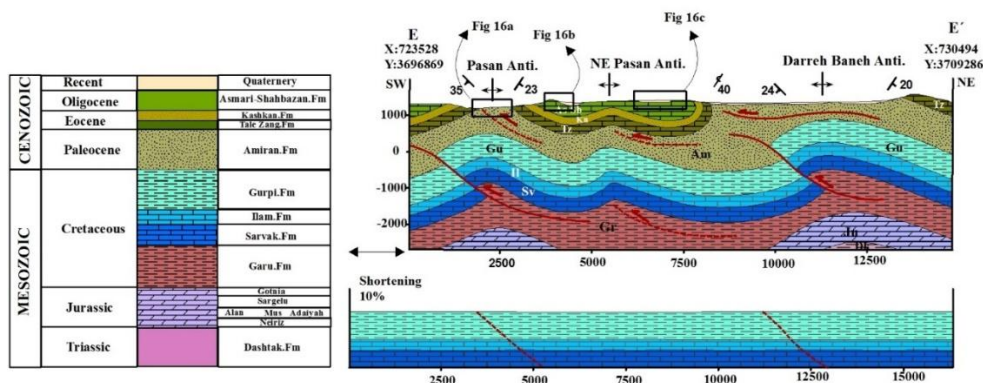 Fig 16a
Fig 16b
Fig 16c
E
X:723528
Y:3696869
SW
E´
X:730494
Y:3709286
NE
Pasan Anti.
NE Pasan Anti.
Darreh Baneh Anti.
35
23
40
24
20
1000
0
-1000
-2000
Gu
Il
Sv
Gr
Tz
Ks
Am
Gu
Jn
Tz
2500
5000
7500
10000
12500
Shortening
10%
2500
5000
7500
10000
12500
15000
CENOZOIC
MESOZOIC
Recent
Quaternery
Oligocene
Asmari-Shahbazan.Fm
Eocene
Kashkan.Fm
Tale Zang.Fm
Paleocene
Amiran.Fm
Cretaceous
Gurpi.Fm
Ilam.Fm
Sarvak.Fm
Garu.Fm
Jurassic
Gotnia
Sargelu
Alan Mus Adaiyah
Neiriz
Triassic
Dashtak.Fm